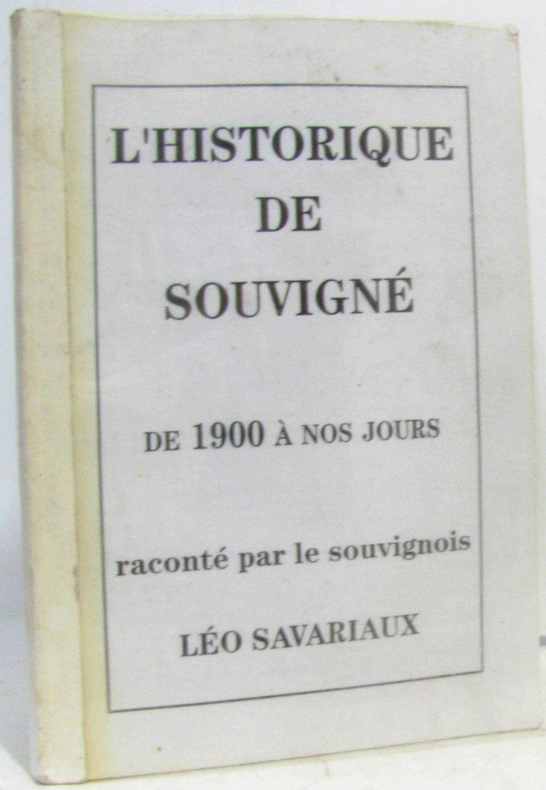 L'HISTORIQUE
DE
SOUVIGNÉ
DE 1900 À NOS JOURS
raconté par le souvignois
LÉO SAVARIAUX